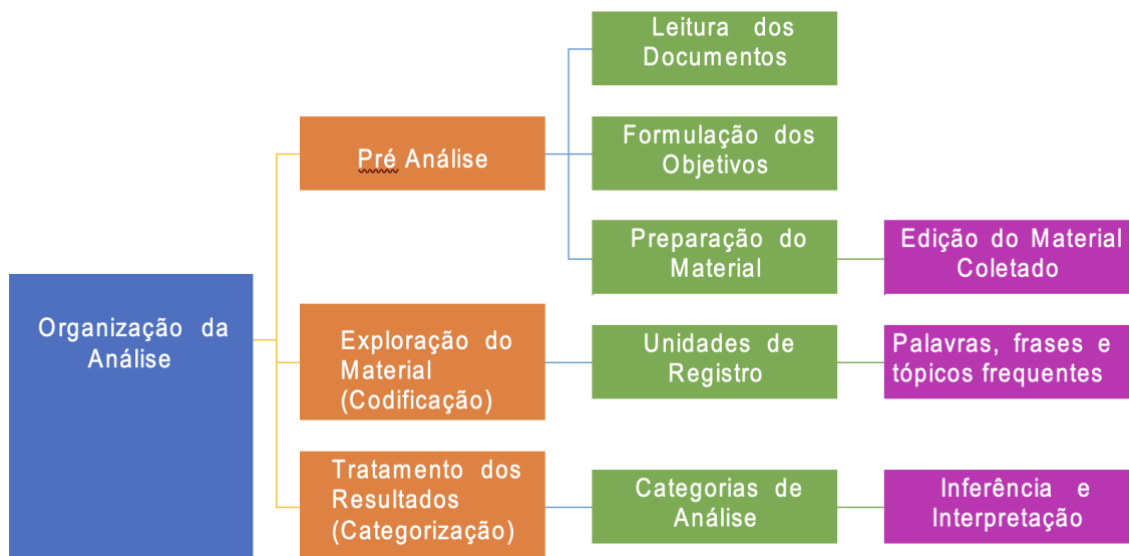 Organização da
Análise
Pré Análise
Leitura dos
Documentos
Formulação dos
Objetivos
Preparação do
Material
Edição do Material
Coletado
Exploração do
Material
(Codificação)
Unidades de
Registro
Palavras, frases e
tópicos frequentes
Tratamento dos
Resultados
(Categorização)
Categorias de
Análise
Inferência e
Interpretação